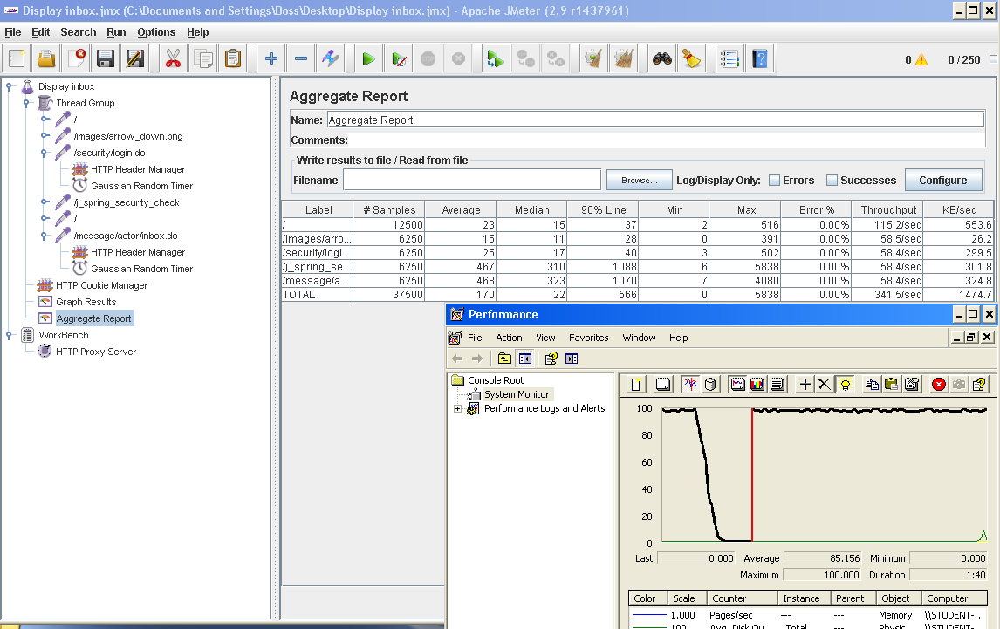 Display inbox.jmx (C:\Documents and Settings\Boss\Desktop\Display inbox.jmx) - Apache JMeter (2.9 r1437961)
File Edit Search Run Options Help
0 0 / 250
Display inbox
Thread Group
/
/images/arrow_down.png
/security/login.do
HTTP Header Manager
Gaussian Random Timer
/j_spring_security_check
/
/message/actor/inbox.do
HTTP Header Manager
Gaussian Random Timer
HTTP Cookie Manager
Graph Results
Aggregate Report
WorkBench
HTTP Proxy Server
Aggregate Report
Name: Aggregate Report
Comments:
Write results to file / Read from file
Filename Browse... Log/Display Only: Errors Successes Configure
Label # Samples Average Median 90% Line Min Max Error % Throughput KB/sec
/ 12500 23 15 37 2 516 0.00% 115.2/sec 553.6
/images/arro... 6250 15 11 28 0 391 0.00% 58.5/sec 26.2
/security/logi... 6250 25 17 40 3 502 0.00% 58.4/sec 299.5
/j_spring_se... 6250 467 310 1088 6 5838 0.00% 58.4/sec 301.8
/message/a... 6250 468 323 1070 7 4080 0.00% 58.4/sec 324.8
TOTAL 37500 170 22 566 0 5838 0.00% 341.5/sec 1474.7
Performance
File Action View Favorites Window Help
Console Root
System Monitor
Performance Logs and Alerts
100
80
60
40
20
0
Last 0.000 Average 85.156 Minimum 0.000
Maximum 100.000 Duration 1:40
Color Scale Counter Instance Parent Object Computer
1.000 Pages/sec --- --- Memory \\STUDENT-...